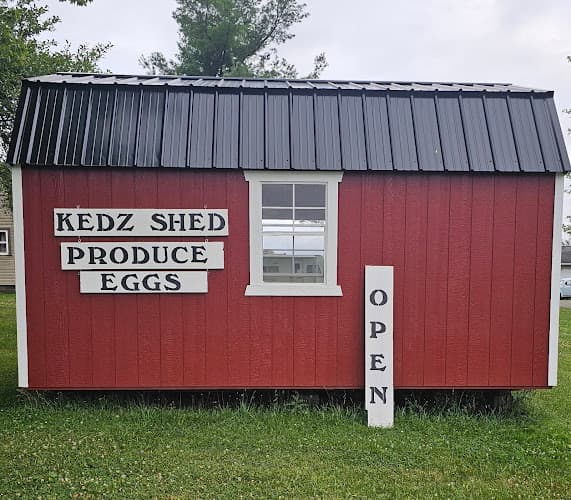 KEDZ SHED
PRODUCE
EGGS
OPEN